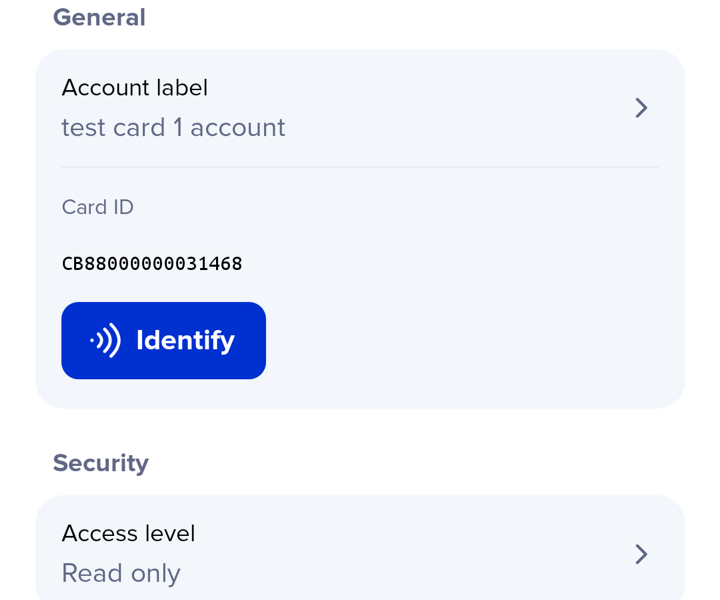 General
Account label
test card 1 account
Card ID
CB88000000031468
Identify
Security
Access level
Read only